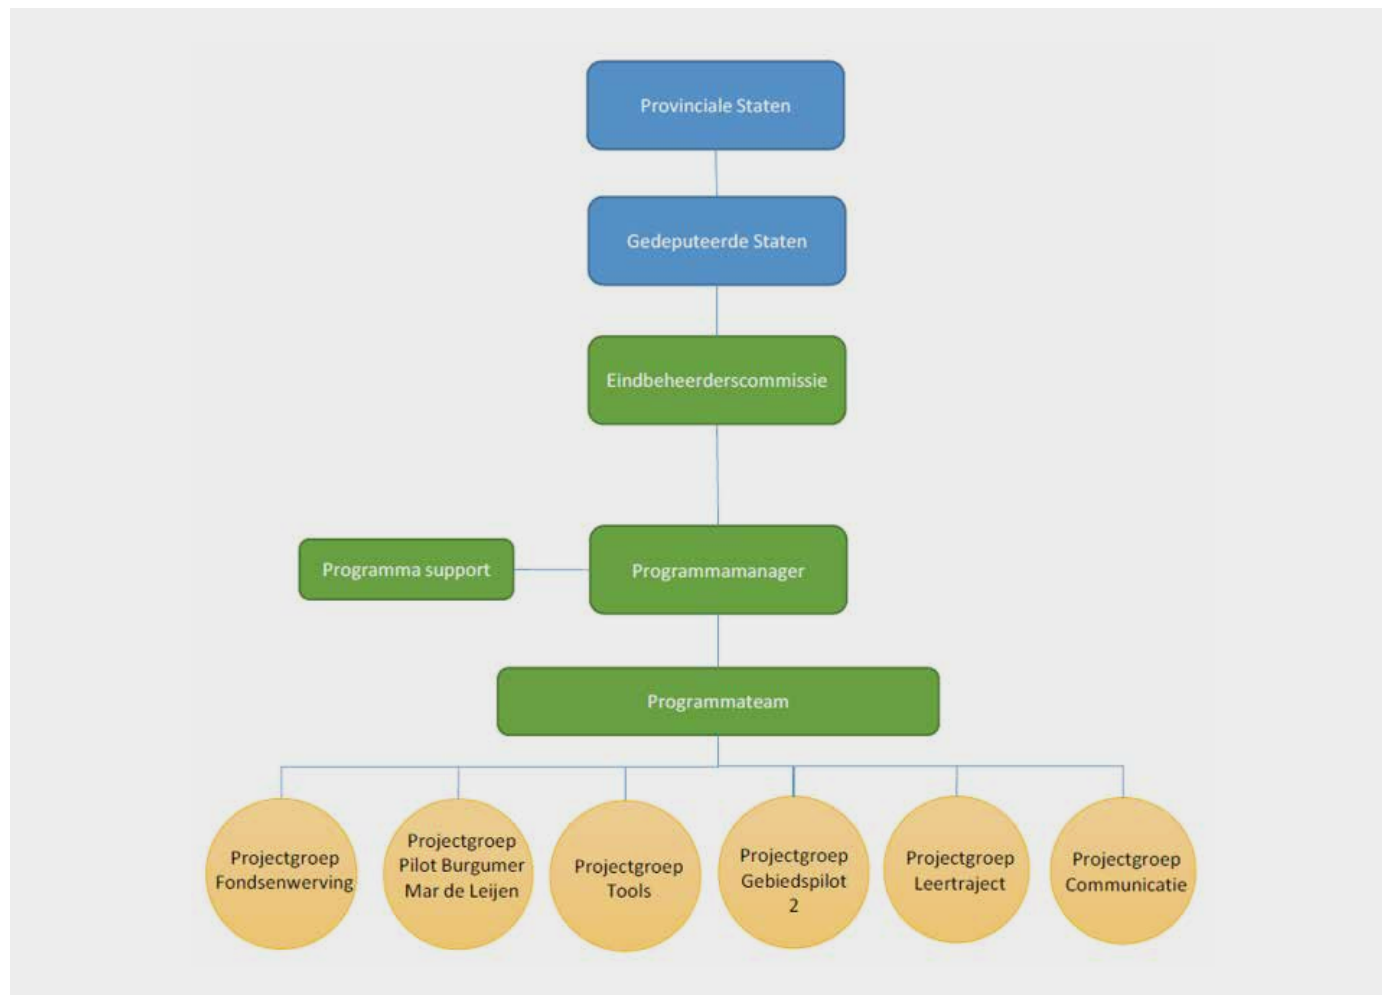 Provinciale Staten
Gedeputeerde Staten
Eindbeheerderscommissie
Programma support
Programmamanager
Programmateam
Projectgroep
Fondsenwerving
Projectgroep
Pilot Burgumer
Mar de Leijen
Projectgroep
Tools
Projectgroep
Gebiedspilot
2
Projectgroep
Leertraject
Projectgroep
Communicatie